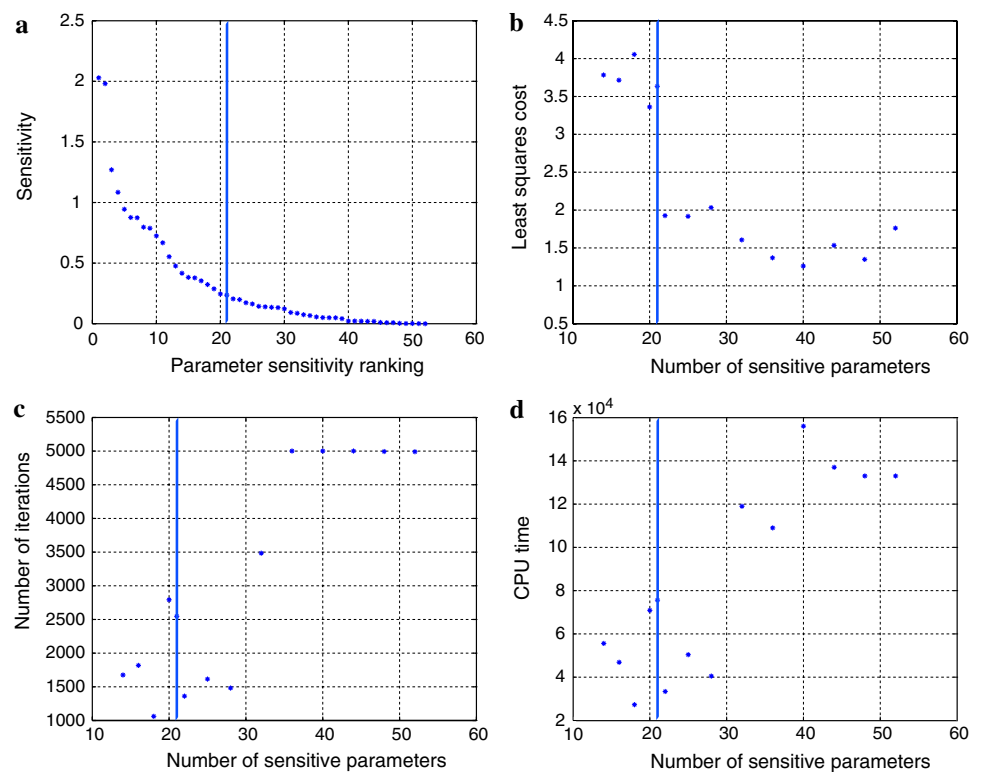 a
2.5
2
1.5
1
0.5
0
0 10 20 30 40 50 60
Sensitivity
Parameter sensitivity ranking
b
4.5
4
3.5
3
2.5
2
1.5
1
0.5
10 20 30 40 50 60
Least squares cost
Number of sensitive parameters
c
5500
5000
4500
4000
3500
3000
2500
2000
1500
1000
10 20 30 40 50 60
Number of iterations
Number of sensitive parameters
d
x 10⁴
16
14
12
10
8
6
4
2
10 20 30 40 50 60
CPU time
Number of sensitive parameters